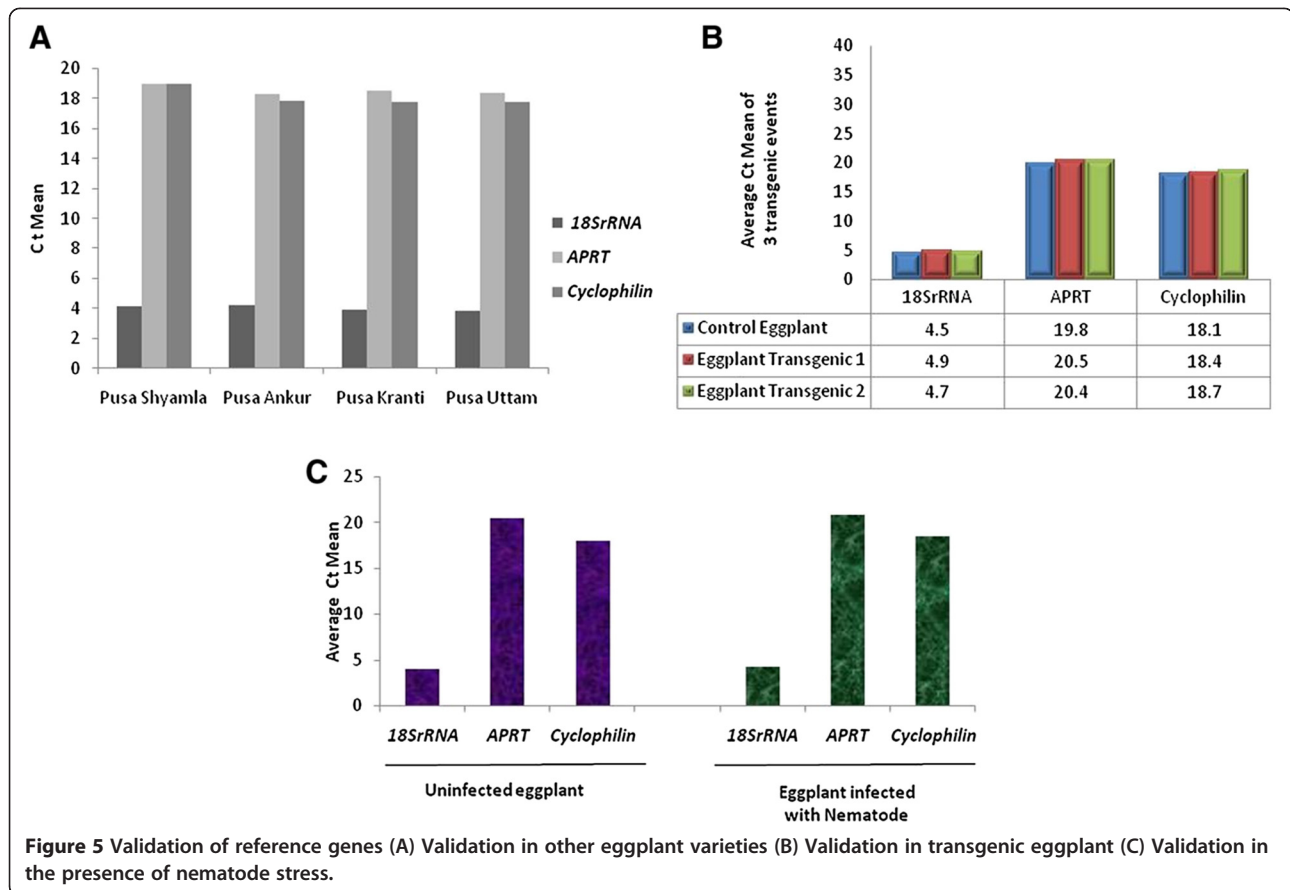 A
20
18
16
14
12
10
8
6
4
2
0
Ct Mean
Pusa Shyamla Pusa Ankur Pusa Kranti Pusa Uttam
18SrRNA
APRT
Cyclophilin
B
40
35
30
25
20
15
10
5
0
Average Ct Mean of
3 transgenic events
18SrRNA APRT Cyclophilin
Control Eggplant 4.5 19.8 18.1
Eggplant Transgenic 1 4.9 20.5 18.4
Eggplant Transgenic 2 4.7 20.4 18.7
C
25
20
15
10
5
0
Average Ct Mean
18SrRNA APRT Cyclophilin 18SrRNA APRT Cyclophilin
Uninfected eggplant
Eggplant infected
with Nematode
Figure 5 Validation of reference genes (A) Validation in other eggplant varieties (B) Validation in transgenic eggplant (C) Validation in
the presence of nematode stress.